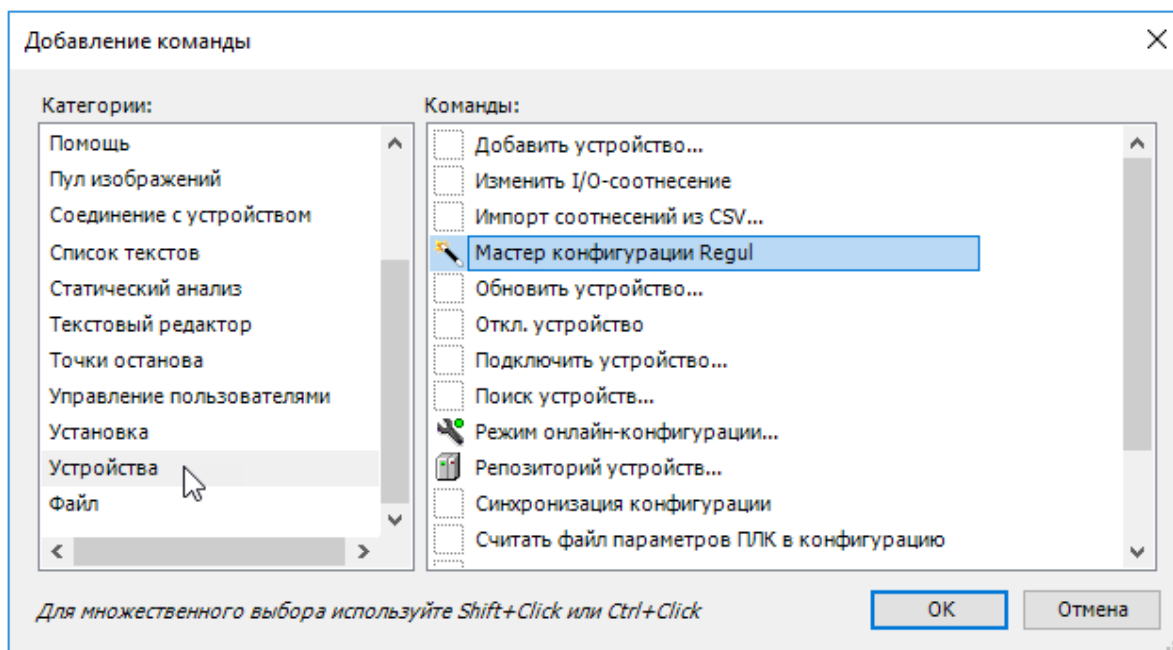 Добавление команды
Категории:
Команды:
Помощь
Пул изображений
Соединение с устройством
Список текстов
Статический анализ
Текстовый редактор
Точки останова
Управление пользователями
Установка
Устройства
Файл
Добавить устройство...
Изменить I/O-соотнесение
Импорт соотнесений из CSV...
Мастер конфигурации Regul
Обновить устройство...
Откл. устройство
Подключить устройство...
Поиск устройств...
Режим онлайн-конфигурации...
Репозиторий устройств...
Синхронизация конфигурации
Считать файл параметров ПЛК в конфигурацию
Для множественного выбора используйте Shift+Click или Ctrl+Click
OK
Отмена